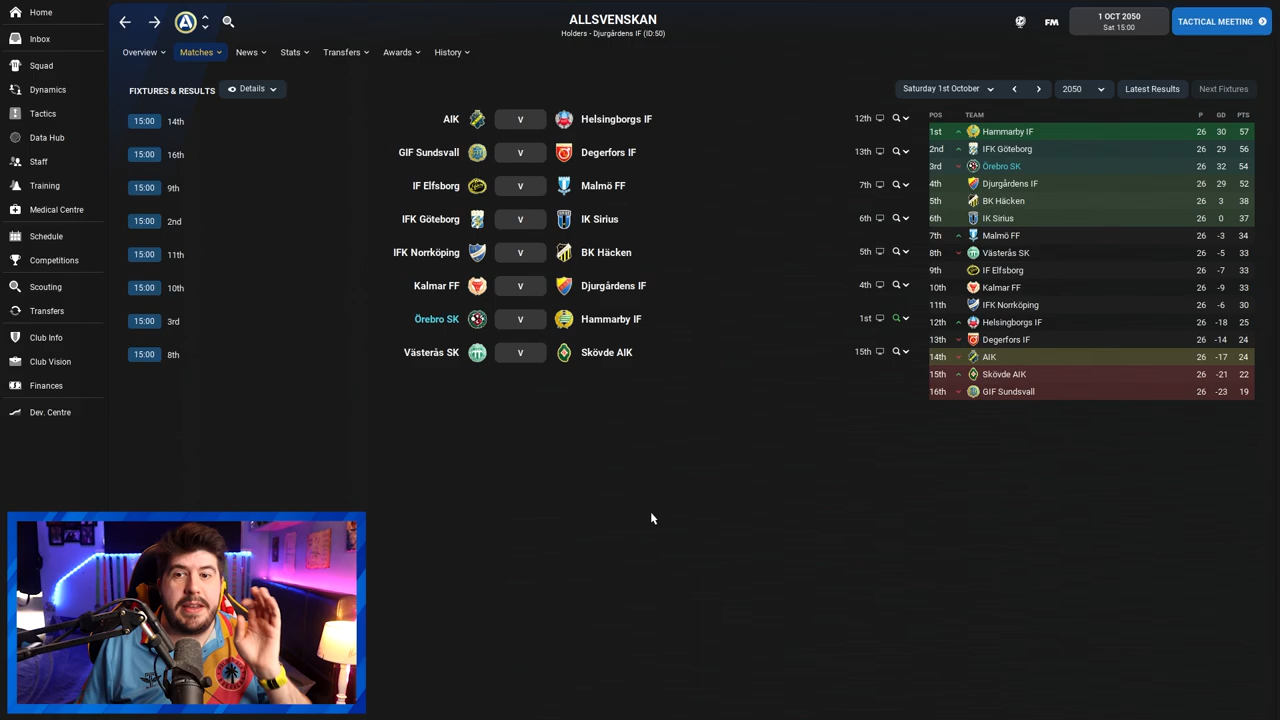 Home
Inbox
Squad
Dynamics
Tactics
Data Hub
Staff
Training
Medical Centre
Schedule
Competitions
Scouting
Transfers
Club Info
Club Vision
Finances
Dev. Centre
ALLSVENSKAN
Holders - Djurgårdens IF (ID:50)
FM
1 OCT 2050
Sat 15:00
TACTICAL MEETING
Overview Matches News Stats Transfers Awards History
FIXTURES & RESULTS Details
Saturday 1st October 2050 Latest Results Next Fixtures
15:00 14th AIK V Helsingborgs IF 12th
15:00 16th GIF Sundsvall V Degerfors IF 13th
15:00 9th IF Elfsborg V Malmö FF 7th
15:00 2nd IFK Göteborg V IK Sirius 6th
15:00 11th IFK Norrköping V BK Häcken 5th
15:00 10th Kalmar FF V Djurgårdens IF 4th
15:00 3rd Örebro SK V Hammarby IF 1st
15:00 8th Västerås SK V Skövde AIK 15th
POS TEAM P GD PTS
1st Hammarby IF 26 30 57
2nd IFK Göteborg 26 29 56
3rd Örebro SK 26 32 54
4th Djurgårdens IF 26 29 52
5th BK Häcken 26 3 38
6th IK Sirius 26 0 37
7th Malmö FF 26 -3 34
8th Västerås SK 26 -5 33
9th IF Elfsborg 26 -7 33
10th Kalmar FF 26 -9 33
11th IFK Norrköping 26 -6 30
12th Helsingborgs IF 26 -18 25
13th Degerfors IF 26 -14 24
14th AIK 26 -17 24
15th Skövde AIK 26 -21 22
16th GIF Sundsvall 26 -23 19